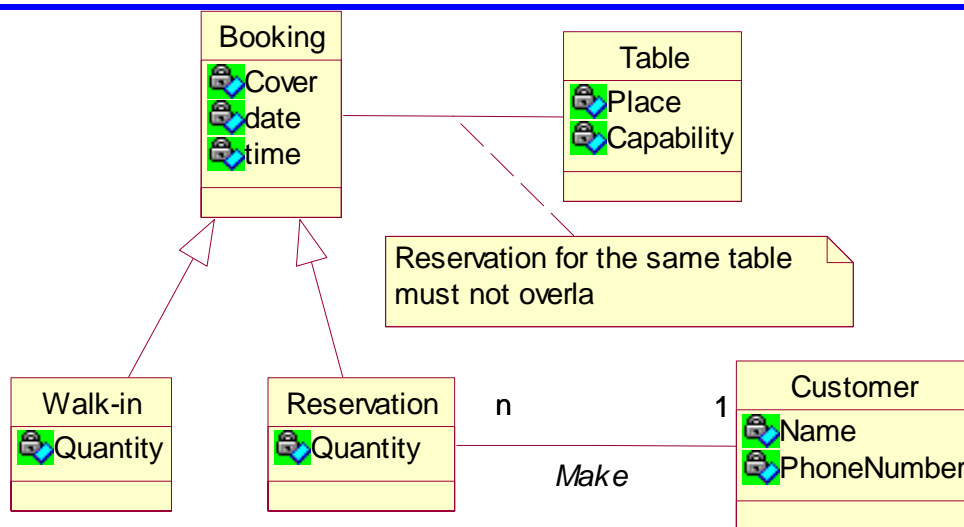 Booking
Cover
date
time
Table
Place
Capability
Reservation for the same table
must not overla
Walk-in
Quantity
Reservation
Quantity
n
1
Make
Customer
Name
PhoneNumber